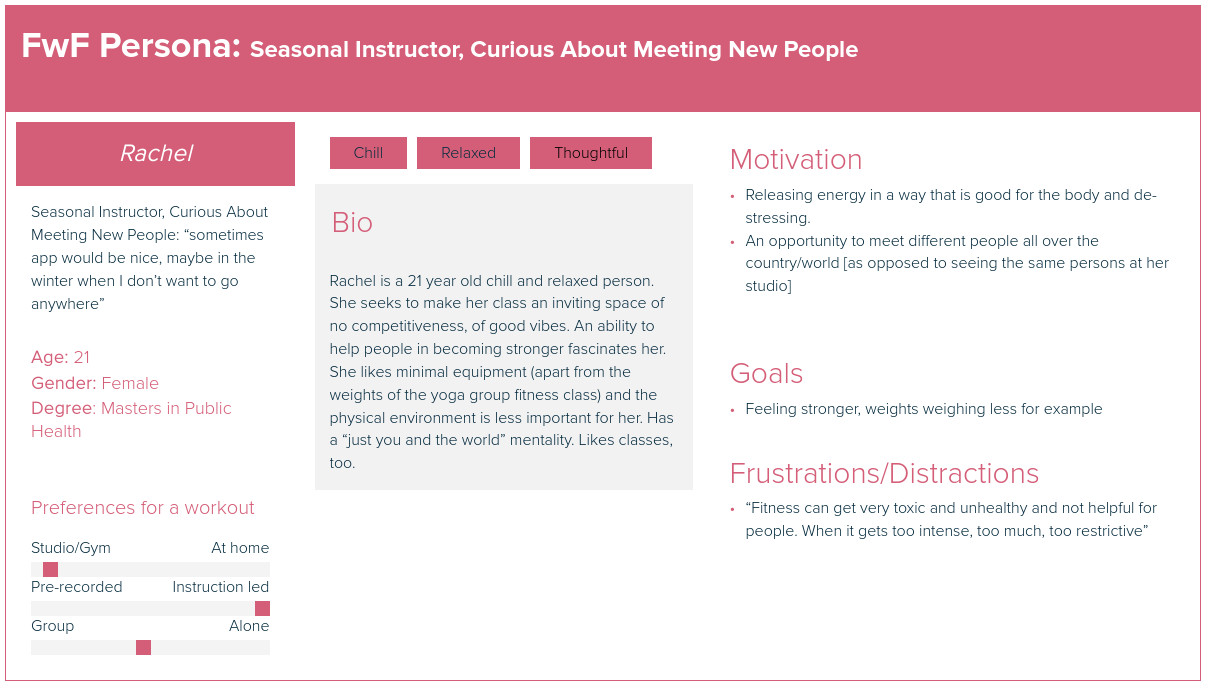 FwF Persona: Seasonal Instructor, Curious About Meeting New People
Rachel
Seasonal Instructor, Curious About
Meeting New People: “sometimes
app would be nice, maybe in the
winter when I don’t want to go
anywhere”
Age: 21
Gender: Female
Degree: Masters in Public
Health
Preferences for a workout
Studio/Gym At home
Pre-recorded Instruction led
Group Alone
Chill Relaxed Thoughtful
Bio
Rachel is a 21 year old chill and relaxed person.
She seeks to make her class an inviting space of
no competitiveness, of good vibes. An ability to
help people in becoming stronger fascinates her.
She likes minimal equipment (apart from the
weights of the yoga group fitness class) and the
physical environment is less important for her. Has
a “just you and the world” mentality. Likes classes,
too.
Motivation
• Releasing energy in a way that is good for the body and de-
stressing.
• An opportunity to meet different people all over the
country/world [as opposed to seeing the same persons at her
studio]
Goals
• Feeling stronger, weights weighing less for example
Frustrations/Distractions
• “Fitness can get very toxic and unhealthy and not helpful for
people. When it gets too intense, too much, too restrictive”